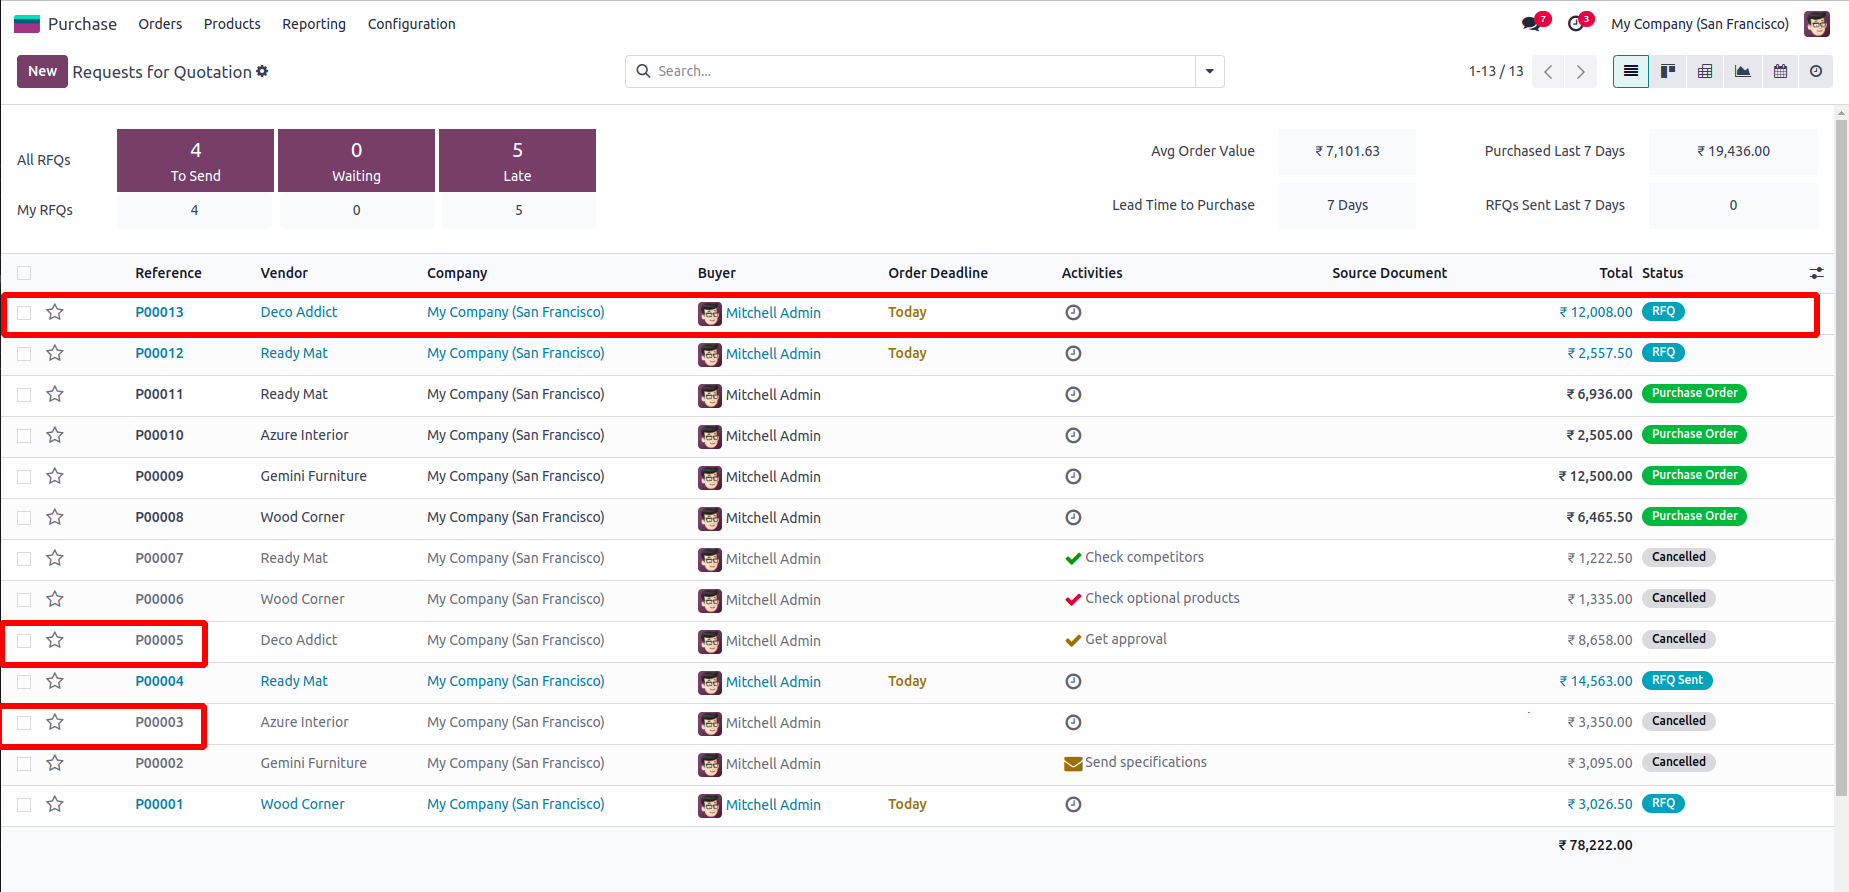 Purchase Orders Products Reporting Configuration 7 3 My Company (San Francisco)
New Requests for Quotation Search... 1-13 / 13
All RFQs 4 To Send 0 Waiting 5 Late
My RFQs 4 0 5
Avg Order Value ₹ 7,101.63 Purchased Last 7 Days ₹ 19,436.00
Lead Time to Purchase 7 Days RFQs Sent Last 7 Days 0
Reference Vendor Company Buyer Order Deadline Activities Source Document Total Status
P00013 Deco Addict My Company (San Francisco) Mitchell Admin Today ₹ 12,008.00 RFQ
P00012 Ready Mat My Company (San Francisco) Mitchell Admin Today ₹ 2,557.50 RFQ
P00011 Ready Mat My Company (San Francisco) Mitchell Admin ₹ 6,936.00 Purchase Order
P00010 Azure Interior My Company (San Francisco) Mitchell Admin ₹ 2,505.00 Purchase Order
P00009 Gemini Furniture My Company (San Francisco) Mitchell Admin ₹ 12,500.00 Purchase Order
P00008 Wood Corner My Company (San Francisco) Mitchell Admin ₹ 6,465.50 Purchase Order
P00007 Ready Mat My Company (San Francisco) Mitchell Admin Check competitors ₹ 1,222.50 Cancelled
P00006 Wood Corner My Company (San Francisco) Mitchell Admin Check optional products ₹ 1,335.00 Cancelled
P00005 Deco Addict My Company (San Francisco) Mitchell Admin Get approval ₹ 8,658.00 Cancelled
P00004 Ready Mat My Company (San Francisco) Mitchell Admin Today ₹ 14,563.00 RFQ Sent
P00003 Azure Interior My Company (San Francisco) Mitchell Admin ₹ 3,350.00 Cancelled
P00002 Gemini Furniture My Company (San Francisco) Mitchell Admin Send specifications ₹ 3,095.00 Cancelled
P00001 Wood Corner My Company (San Francisco) Mitchell Admin Today ₹ 3,026.50 RFQ
₹ 78,222.00